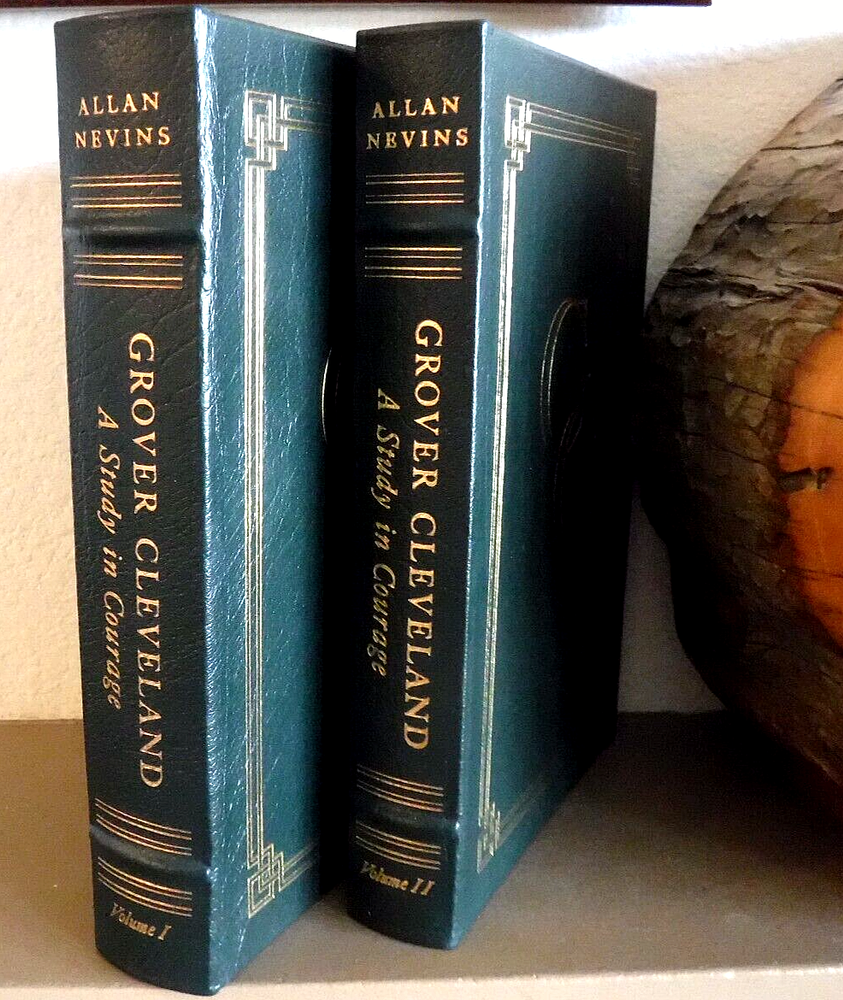 ALLAN
NEVINS
GROVER CLEVELAND
A Study in Courage
Volume I
ALLAN
NEVINS
GROVER CLEVELAND
A Study in Courage
Volume II